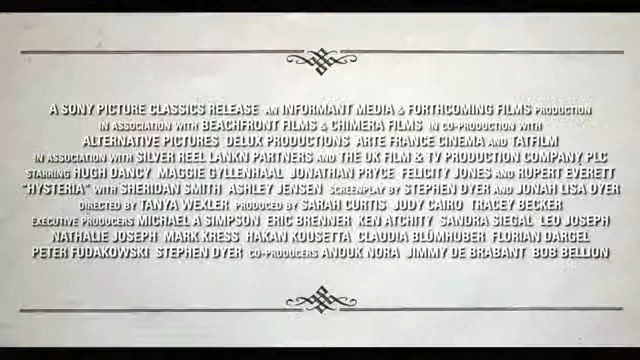 A SONY PICTURE CLASSICS RELEASE AN INFORMANT MEDIA & FORTHCOMING FILMS PRODUCTION
IN ASSOCIATION WITH BEACHFRONT FILMS & CHIMERA FILMS IN CO-PRODUCTION WITH
ALTERNATIVE PICTURES DELUX PRODUCTIONS ARTE FRANCE CINEMA AND TATFILM
IN ASSOCIATION WITH SILVER REEL LANKN PARTNERS AND THE UK FILM & TV PRODUCTION COMPANY PLC
STARRING HUGH DANCY MAGGIE GYLLENHAAL JONATHAN PRYCE FELICITY JONES AND RUPERT EVERETT
"HYSTERIA" WITH SHERIDAN SMITH ASHLEY JENSEN SCREENPLAY BY STEPHEN DYER AND JONAH LISA DYER
DIRECTED BY TANYA WEXLER PRODUCED BY SARAH CURTIS JUDY CAIRO TRACEY BECKER
EXECUTIVE PRODUCERS MICHAEL A SIMPSON ERIC BRENNER KEN ATCHITY SANDRA SIEGAL LEO JOSEPH
NATHALIE JOSEPH MARK KRESS HAKAN KOUSETTA CLAUDIA BLÜMHUBER FLORIAN DARGEL
PETER FUDAKOWSKI STEPHEN DYER CO-PRODUCERS ANOUK NORA JIMMY DE BRABANT BOB BELLION